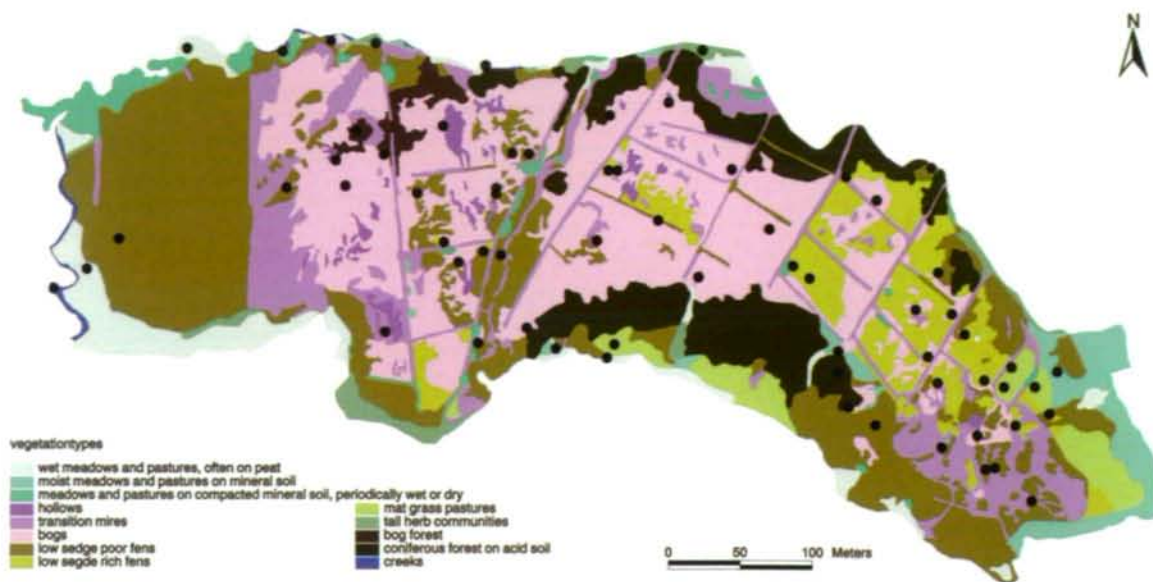 N
vegetationtypes
wet meadows and pastures, often on peat
moist meadows and pastures on mineral soil
meadows and pastures on compacted mineral soil, periodically wet or dry
hollows
transition mires
bogs
low sedge poor fens
low segde rich fens
mat grass pastures
tall herb communities
bog forest
coniferous forest on acid soil
creeks
0 50 100 Meters